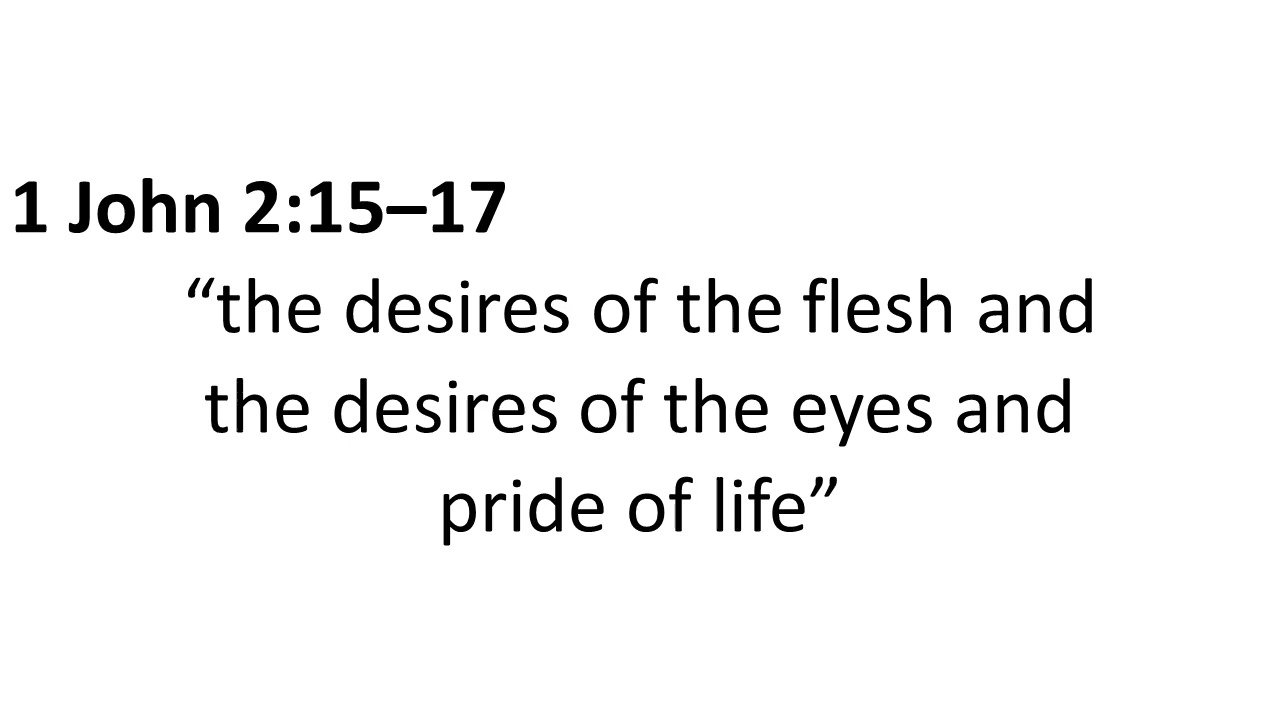 1 John 2:15–17
“the desires of the flesh and
the desires of the eyes and
pride of life”